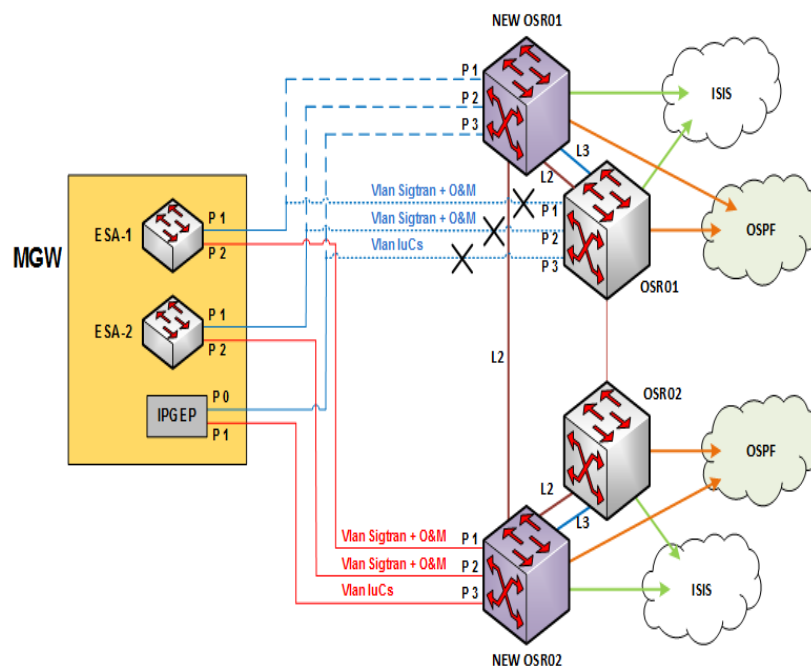 NEW OSR01
P 1
P 2
P 3
ISIS
L3
L2
Vlan Sigtran + O&M
P 1
Vlan Sigtran + O&M
P 2
Vlan IuCs
P 3
OSPF
OSR01
MGW
ESA-1
P 1
P 2
ESA-2
P 1
P 2
IPGEP
P 0
P 1
L2
OSR02
OSPF
L2
L3
Vlan Sigtran + O&M
P 1
Vlan Sigtran + O&M
P 2
Vlan IuCs
P 3
ISIS
NEW OSR02